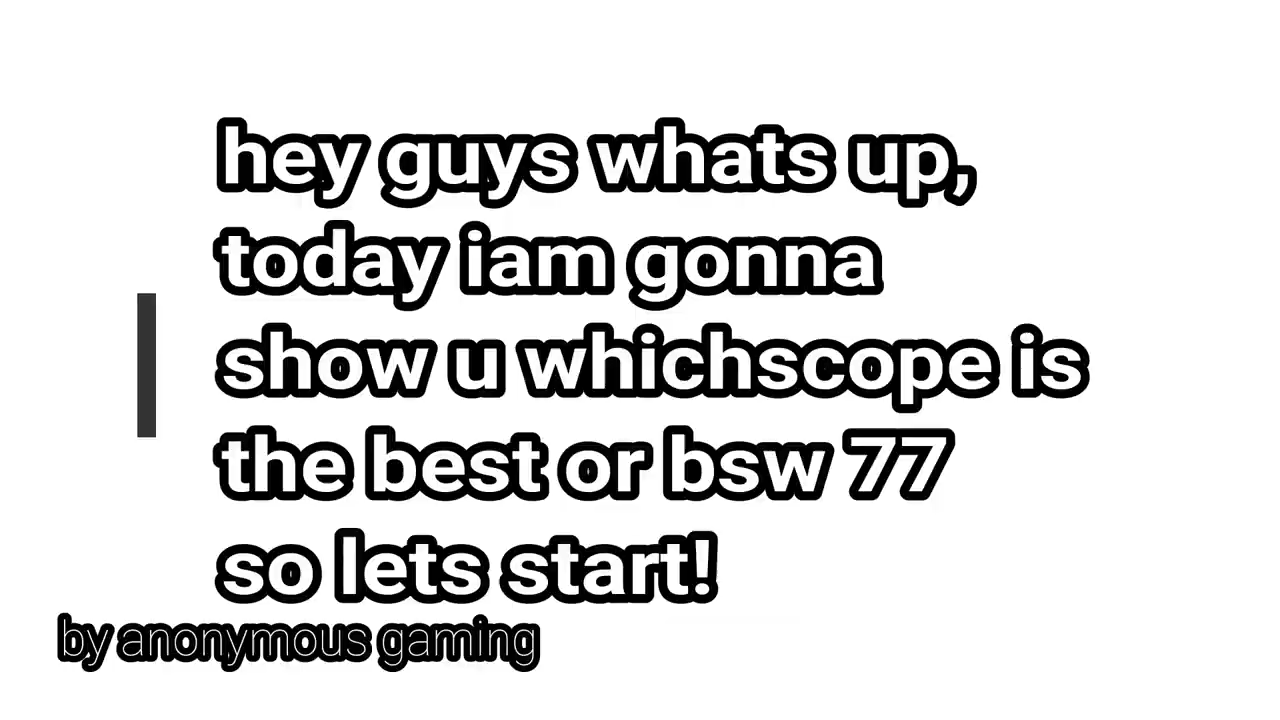 hey guys whats up,
today iam gonna
show u whichscope is
the best or bsw 77
so lets start!
by anonymous gaming